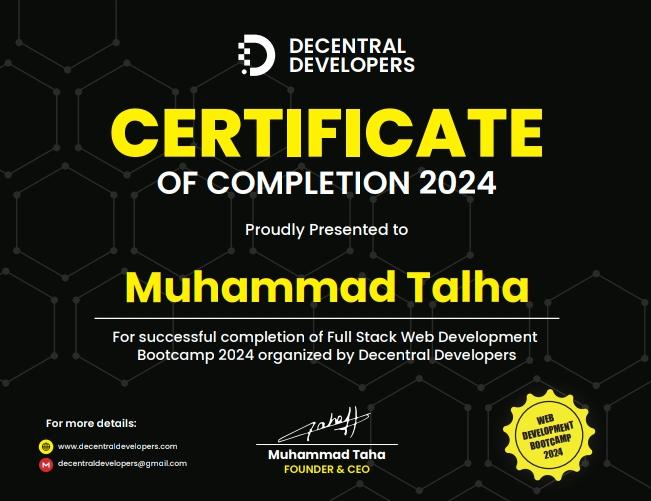 DECENTRAL
DEVELOPERS
CERTIFICATE
OF COMPLETION 2024
Proudly Presented to
Muhammad Talha
For successful completion of Full Stack Web Development
Bootcamp 2024 organized by Decentral Developers
For more details:
www.decentraldevelopers.com
decentraldevelopers@gmail.com
Muhammad Taha
FOUNDER & CEO
WEB
DEVELOPMENT
BOOTCAMP
2024